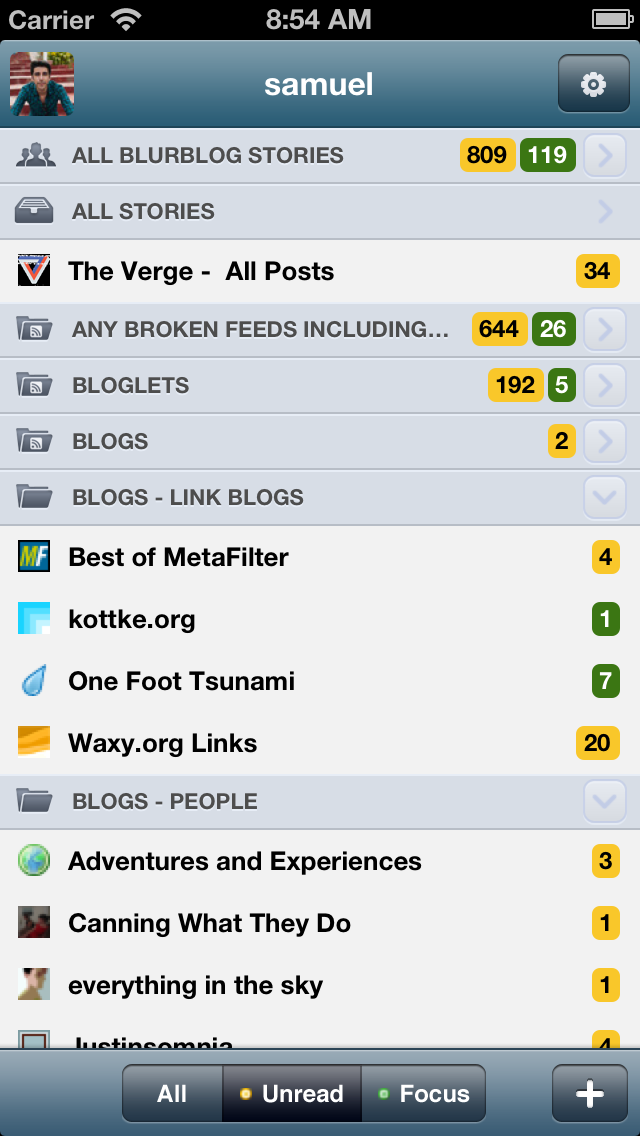 Carrier 8:54 AM
samuel
ALL BLURBLOG STORIES 809 119
ALL STORIES
The Verge - All Posts 34
ANY BROKEN FEEDS INCLUDING... 644 26
BLOGLETS 192 5
BLOGS 2
BLOGS - LINK BLOGS
MF Best of MetaFilter 4
kottke.org 1
One Foot Tsunami 7
Waxy.org Links 20
BLOGS - PEOPLE
Adventures and Experiences 3
Canning What They Do 1
everything in the sky 1
Justinsomnia 4
All Unread Focus +